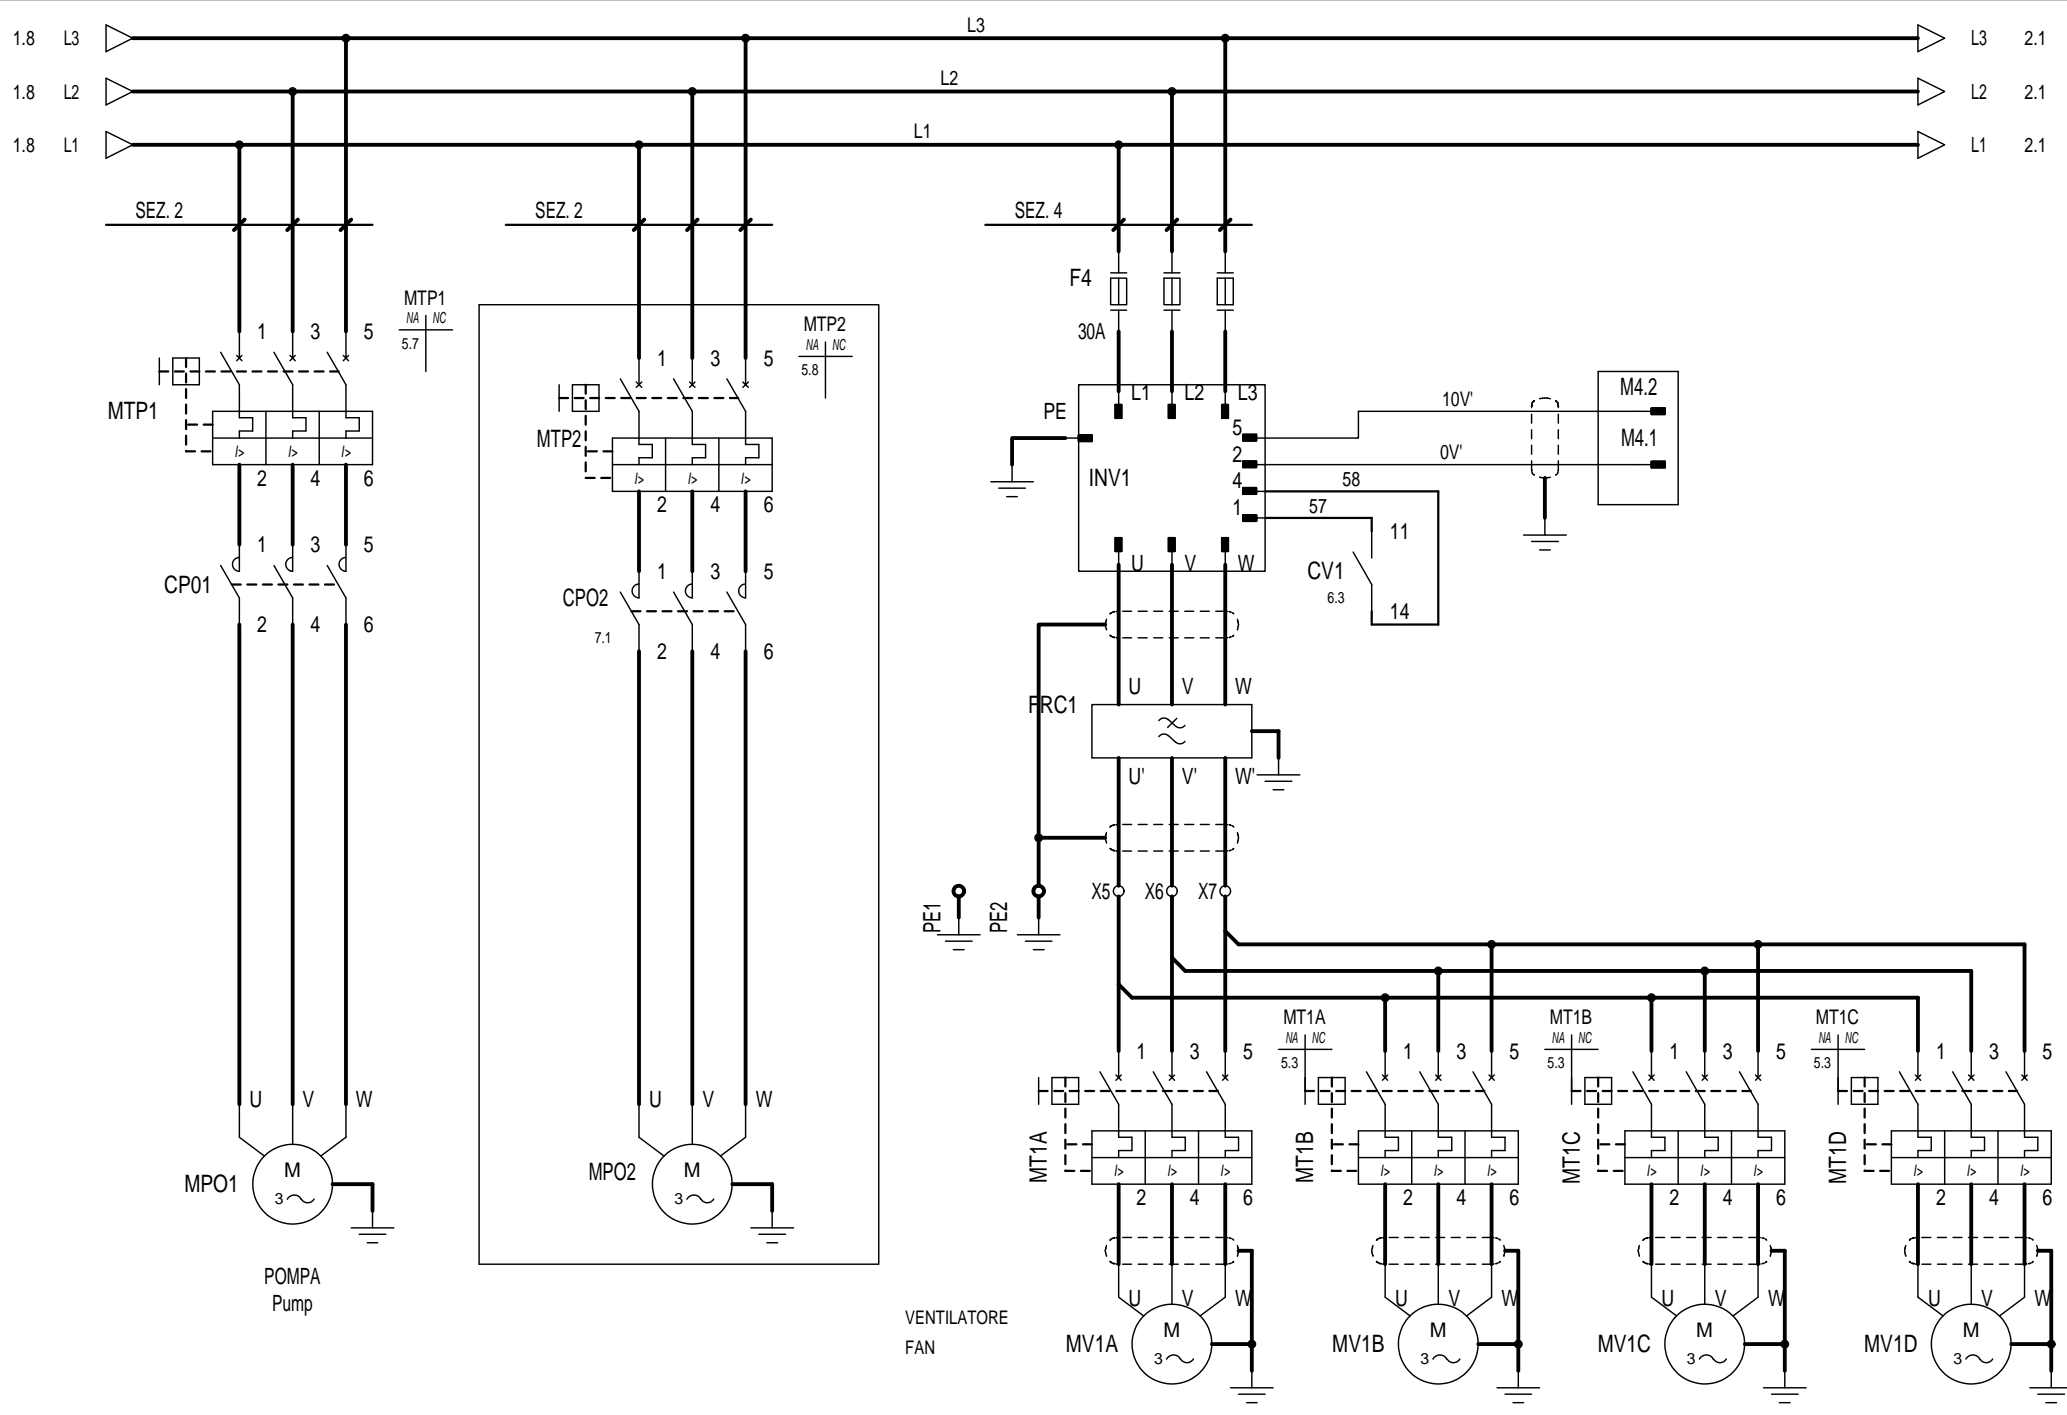 1.8 L3 L3 L3 2.1
1.8 L2 L2 L2 2.1
1.8 L1 L1 L1 2.1
SEZ. 2 SEZ. 2 SEZ. 4
F4
30A
MTP1
NA NC
5.7
MTP2
NA NC
5.8
1 3 5
MTP1
I> I> I>
2 4 6
1 3 5
CP01
2 4 6
1 3 5
MTP2
I> I> I>
2 4 6
1 3 5
CPO2
7.1
2 4 6
L1 L2 L3
PE
INV1
5
2
4
1
U V W
10V'
0V'
58
57
M4.2
M4.1
11
CV1
6.3
14
U V W
FRC1
U' V' W'
X5 X6 X7
PE1 PE2
MT1A
NA NC
5.3
MT1B
NA NC
5.3
MT1C
NA NC
5.3
1 3 5 1 3 5 1 3 5 1 3 5
MT1A MT1B MT1C MT1D
I> I> I> I> I> I> I> I> I> I> I> I>
2 4 6 2 4 6 2 4 6 2 4 6
U V W
MPO1
M
3
POMPA
Pump
U V W
MPO2
M
3
VENTILATORE
FAN
U V W U V W U V W U V W
MV1A M 3 MV1B M 3 MV1C M 3 MV1D M 3